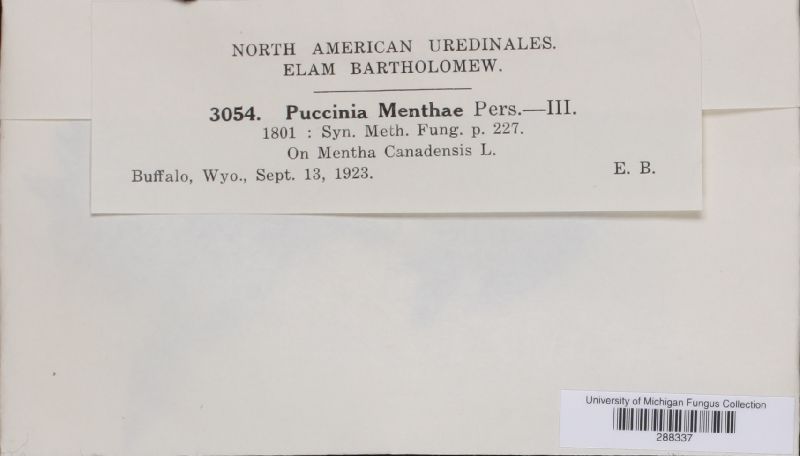 NORTH AMERICAN UREDINALES.
ELAM BARTHOLOMEW.
3054. Puccinia Menthae Pers.—III.
1801 : Syn. Meth. Fung. p. 227.
On Mentha Canadensis L.
Buffalo, Wyo., Sept. 13, 1923. E. B.
University of Michigan Fungus Collection
288337